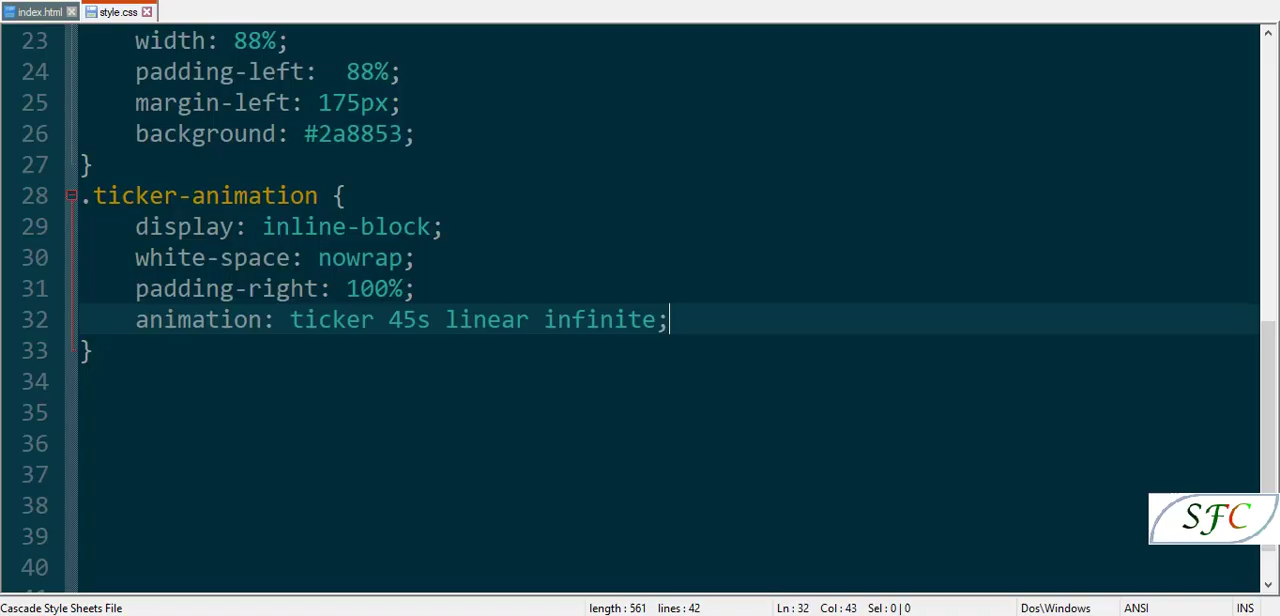 index.html style.css
23 width: 88%;
24 padding-left:  88%;
25 margin-left: 175px;
26 background: #2a8853;
27 }
28 .ticker-animation {
29 display: inline-block;
30 white-space: nowrap;
31 padding-right: 100%;
32 animation: ticker 45s linear infinite;
33 }
34
35
36
37
38
39
40
SFC
Cascade Style Sheets File length : 561 lines : 42 Ln : 32 Col : 43 Sel : 0 | 0 Dos\Windows ANSI INS